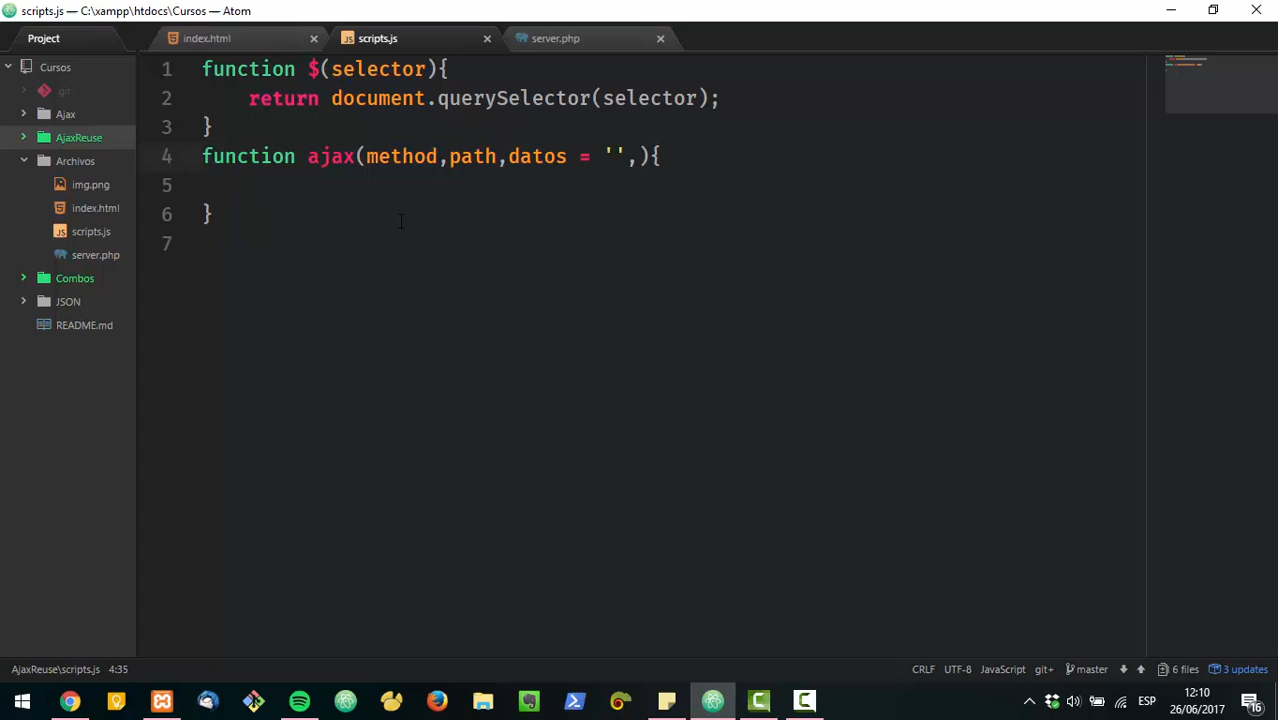 scripts.js — C:\xampp\htdocs\Cursos — Atom
Project
index.html
scripts.js
server.php
Cursos
.git
Ajax
AjaxReuse
Archivos
img.png
index.html
scripts.js
server.php
Combos
JSON
README.md
1 function $(selector){
2 return document.querySelector(selector);
3 }
4 function ajax(method,path,datos = '',){
5
6 }
7
AjaxReuse\scripts.js 4:35
CRLF UTF-8 JavaScript git+ master 6 files 3 updates
ESP
12:10
26/06/2017
16